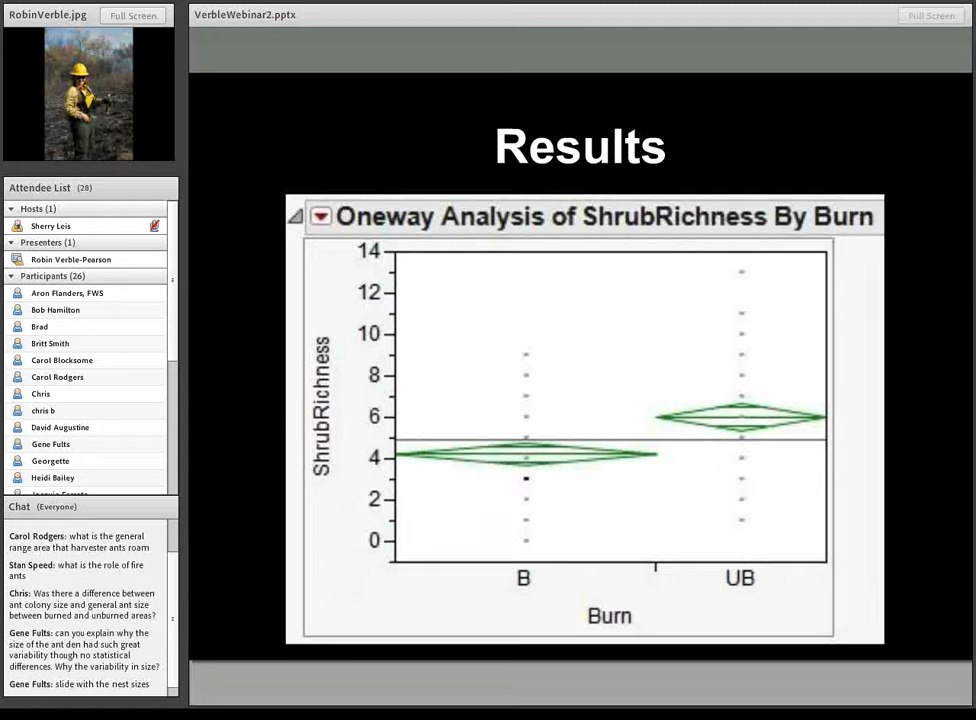 RobinVerble.jpg
Full Screen
VerbleWebinar2.pptx
Full Screen
Attendee List (28)
Hosts (1)
Sherry Leis
Presenters (1)
Robin Verble-Pearson
Participants (26)
Aron Flanders, FWS
Bob Hamilton
Brad
Britt Smith
Carol Blocksome
Carol Rodgers
Chris
chris b
David Augustine
Gene Fults
Georgette
Heidi Bailey
Chat (Everyone)
Carol Rodgers: what is the general
range area that harvester ants roam
Stan Speed: what is the role of fire
ants
Chris: Was there a difference between
ant colony size and general ant size
between burned and unburned areas?
Gene Fults: can you explain why the
size of the ant den had such great
variability though no statistical
differences. Why the variability in size?
Gene Fults: slide with the nest sizes
Results
Oneway Analysis of ShrubRichness By Burn
ShrubRichness
14
12
10
8
6
4
2
0
B UB
Burn